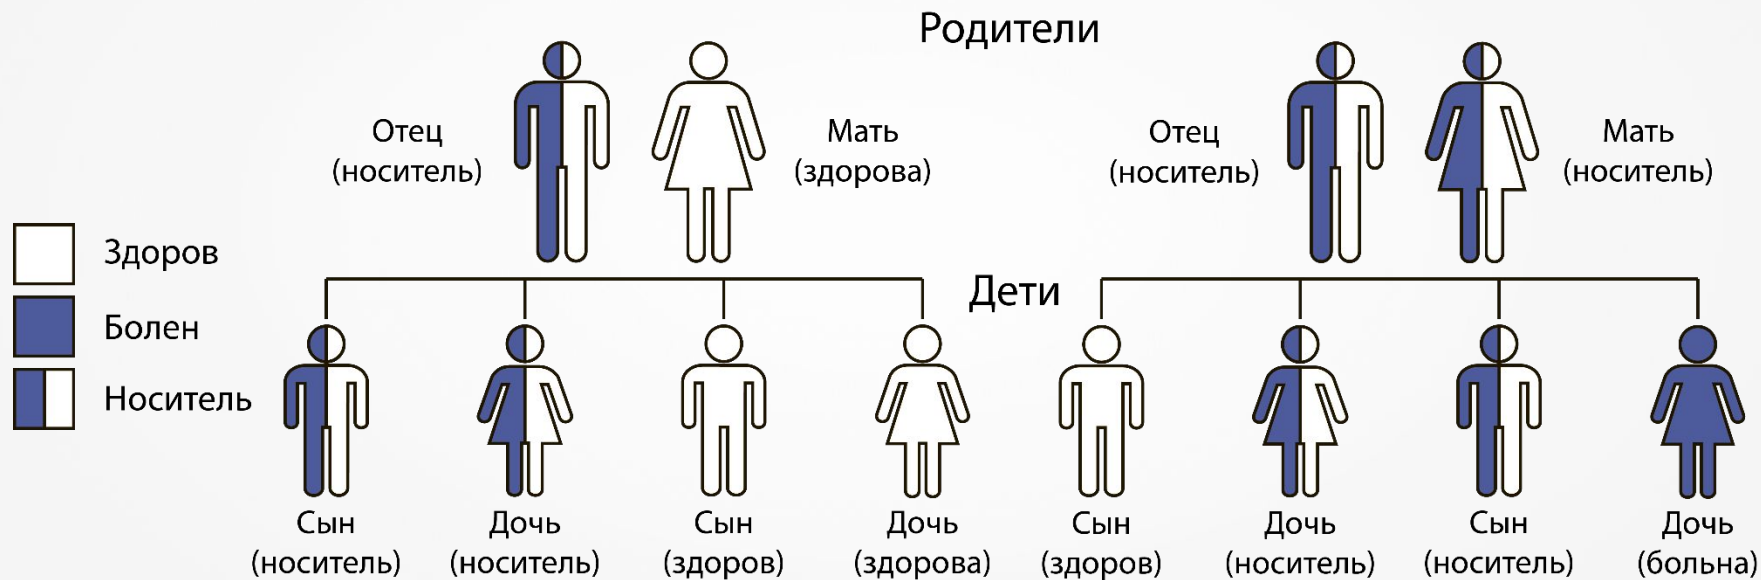 Родители
Отец
(носитель)
Мать
(здорова)
Отец
(носитель)
Мать
(носитель)
Здоров
Болен
Носитель
Дети
Сын
(носитель)
Дочь
(носитель)
Сын
(здоров)
Дочь
(здорова)
Сын
(здоров)
Дочь
(носитель)
Сын
(носитель)
Дочь
(больна)